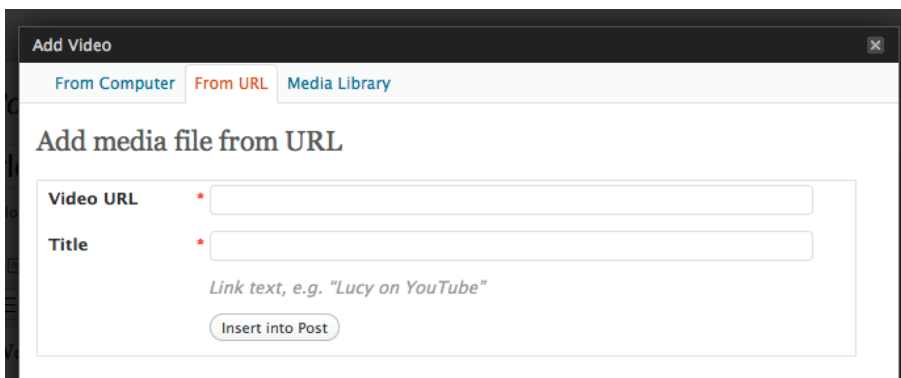 Add Video
From Computer From URL Media Library
Add media file from URL
Video URL *
Title *
Link text, e.g. "Lucy on YouTube"
Insert into Post